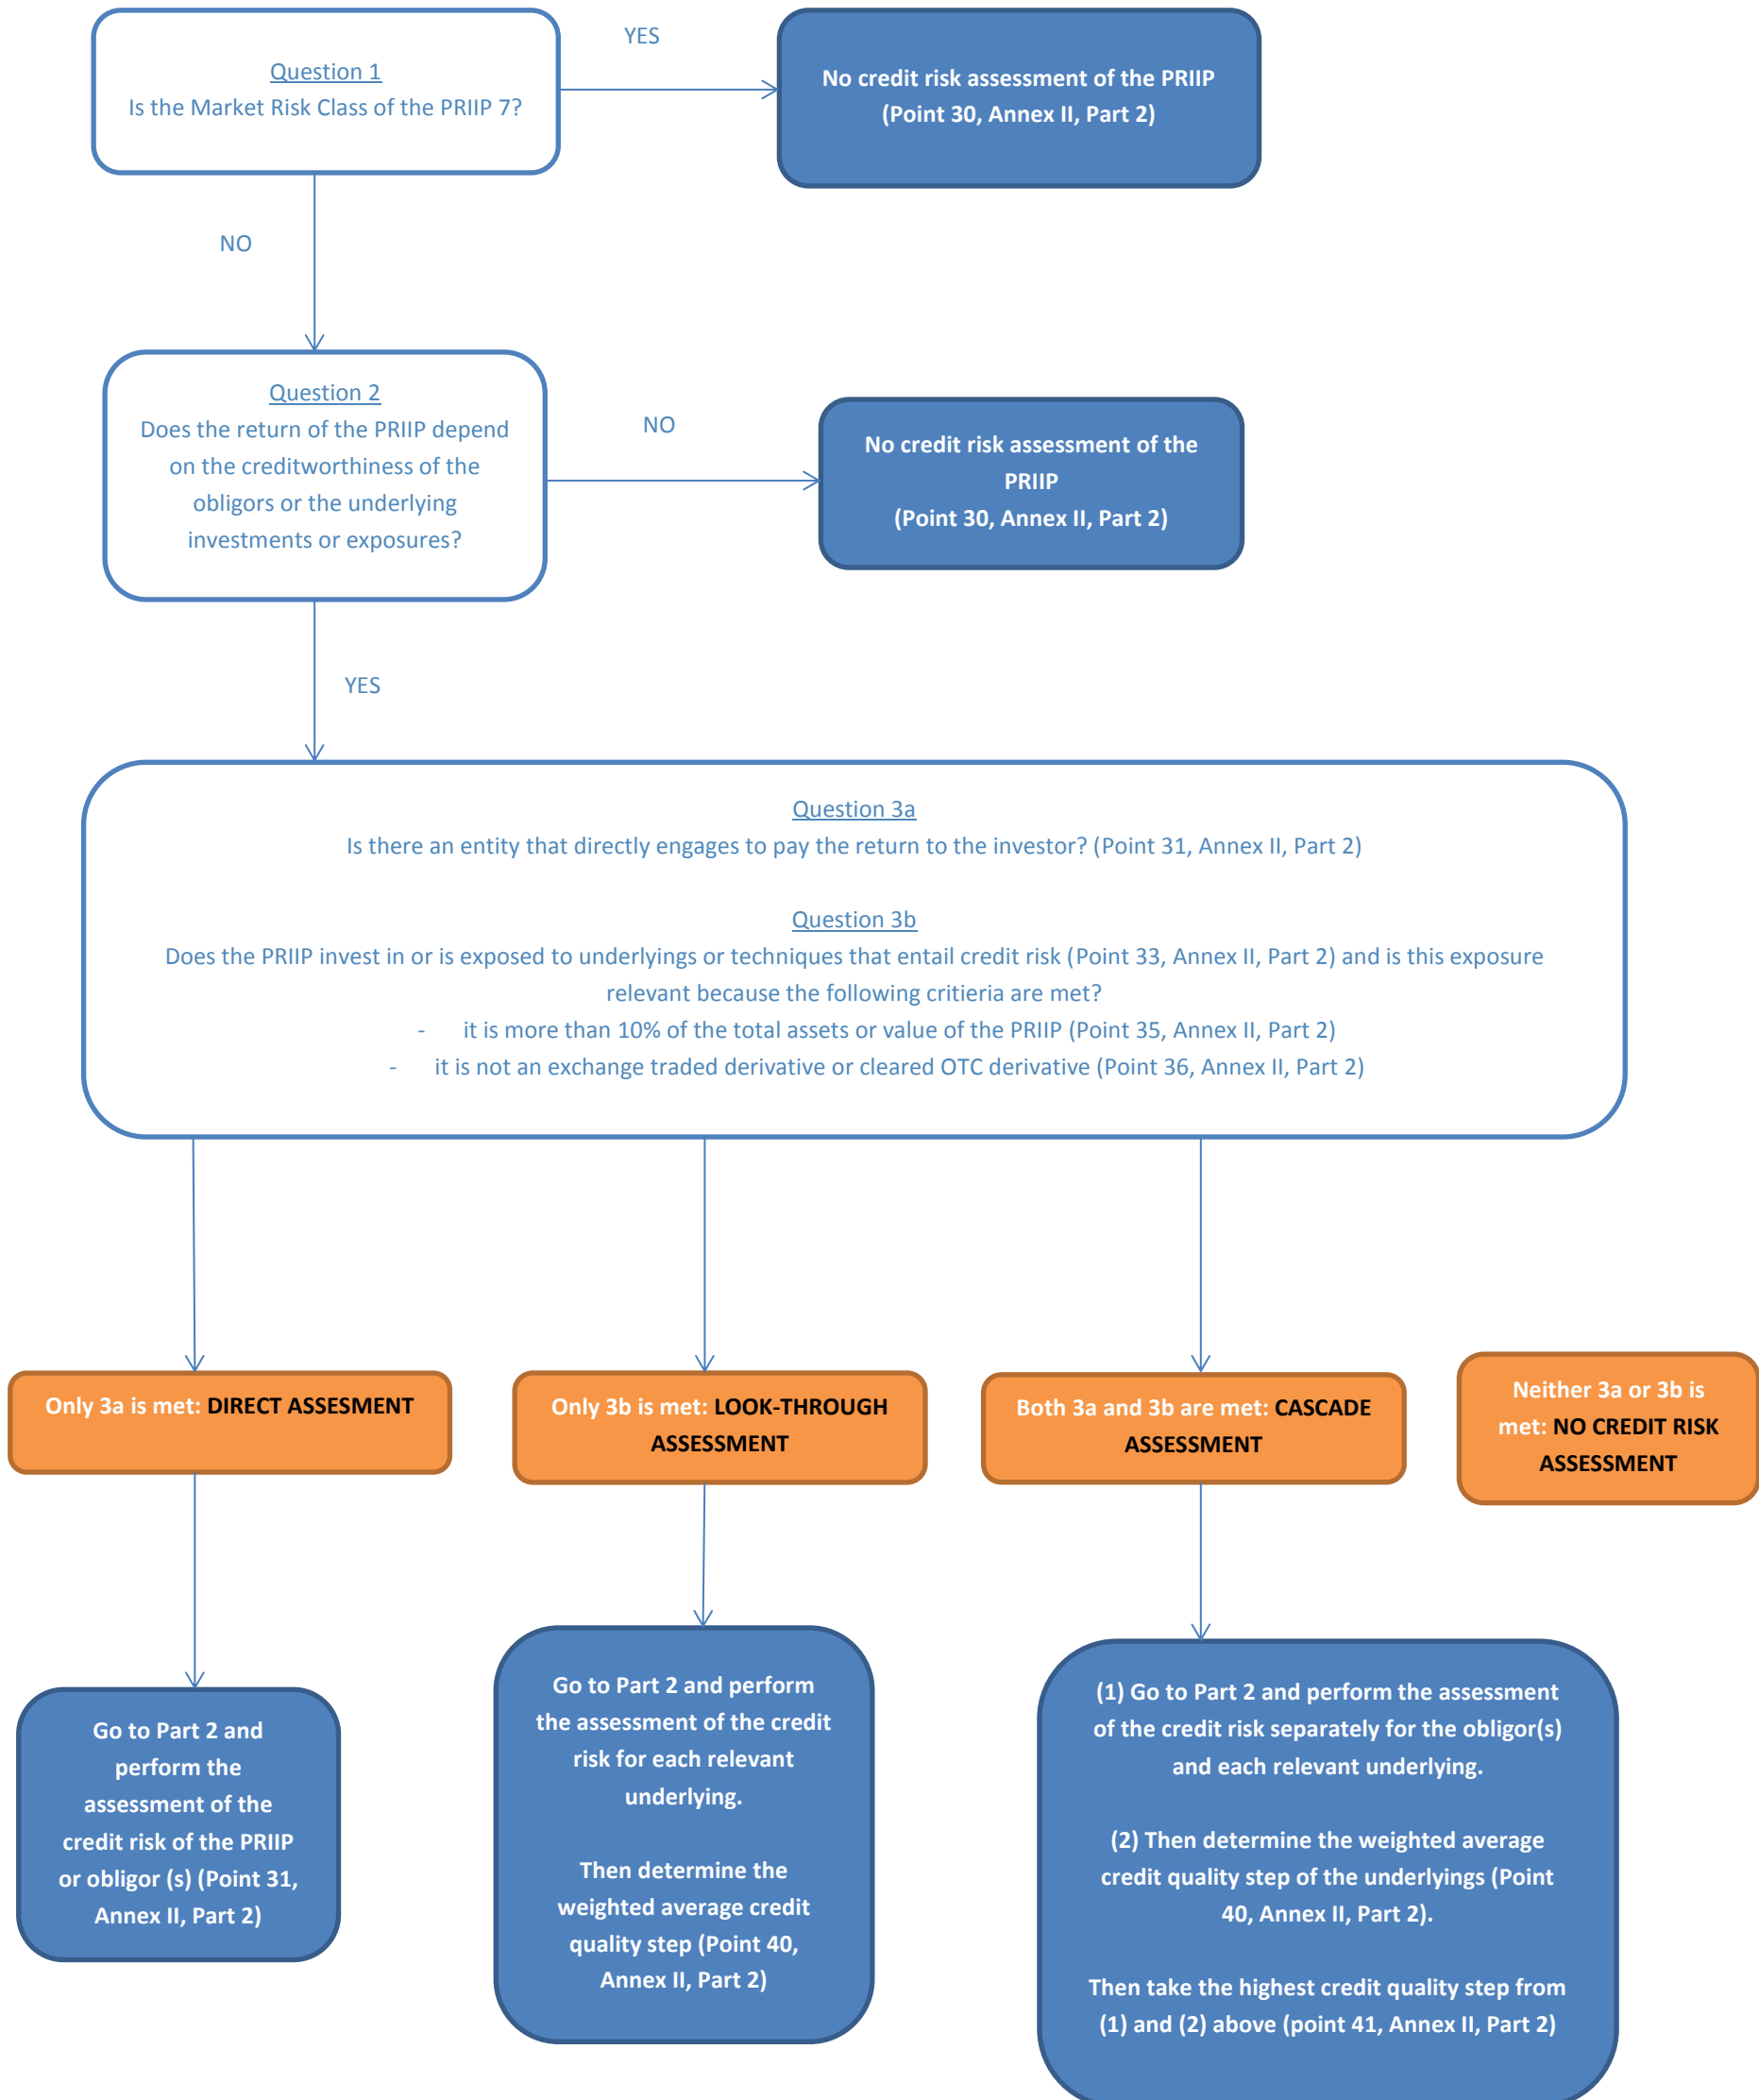 Question 1
Is the Market Risk Class of the PRIIP 7?
YES
No credit risk assessment of the PRIIP
(Point 30, Annex II, Part 2)
NO
Question 2
Does the return of the PRIIP depend
on the creditworthiness of the
obligors or the underlying
investments or exposures?
NO
No credit risk assessment of the
PRIIP
(Point 30, Annex II, Part 2)
YES
Question 3a
Is there an entity that directly engages to pay the return to the investor? (Point 31, Annex II, Part 2)
Question 3b
Does the PRIIP invest in or is exposed to underlyings or techniques that entail credit risk (Point 33, Annex II, Part 2) and is this exposure
relevant because the following critieria are met?
- it is more than 10% of the total assets or value of the PRIIP (Point 35, Annex II, Part 2)
- it is not an exchange traded derivative or cleared OTC derivative (Point 36, Annex II, Part 2)
Only 3a is met: DIRECT ASSESMENT
Only 3b is met: LOOK-THROUGH
ASSESSMENT
Both 3a and 3b are met: CASCADE
ASSESSMENT
Neither 3a or 3b is
met: NO CREDIT RISK
ASSESSMENT
Go to Part 2 and
perform the
assessment of the
credit risk of the PRIIP
or obligor (s) (Point 31,
Annex II, Part 2)
Go to Part 2 and perform
the assessment of the credit
risk for each relevant
underlying.
Then determine the
weighted average credit
quality step (Point 40,
Annex II, Part 2)
(1) Go to Part 2 and perform the assessment
of the credit risk separately for the obligor(s)
and each relevant underlying.
(2) Then determine the weighted average
credit quality step of the underlyings (Point
40, Annex II, Part 2).
Then take the highest credit quality step from
(1) and (2) above (point 41, Annex II, Part 2)